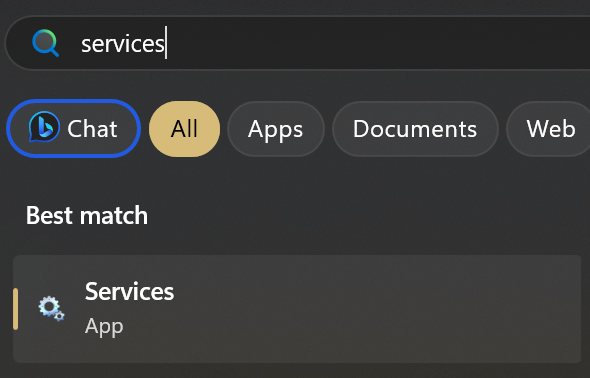 services
Chat All Apps Documents Web
Best match
Services
App